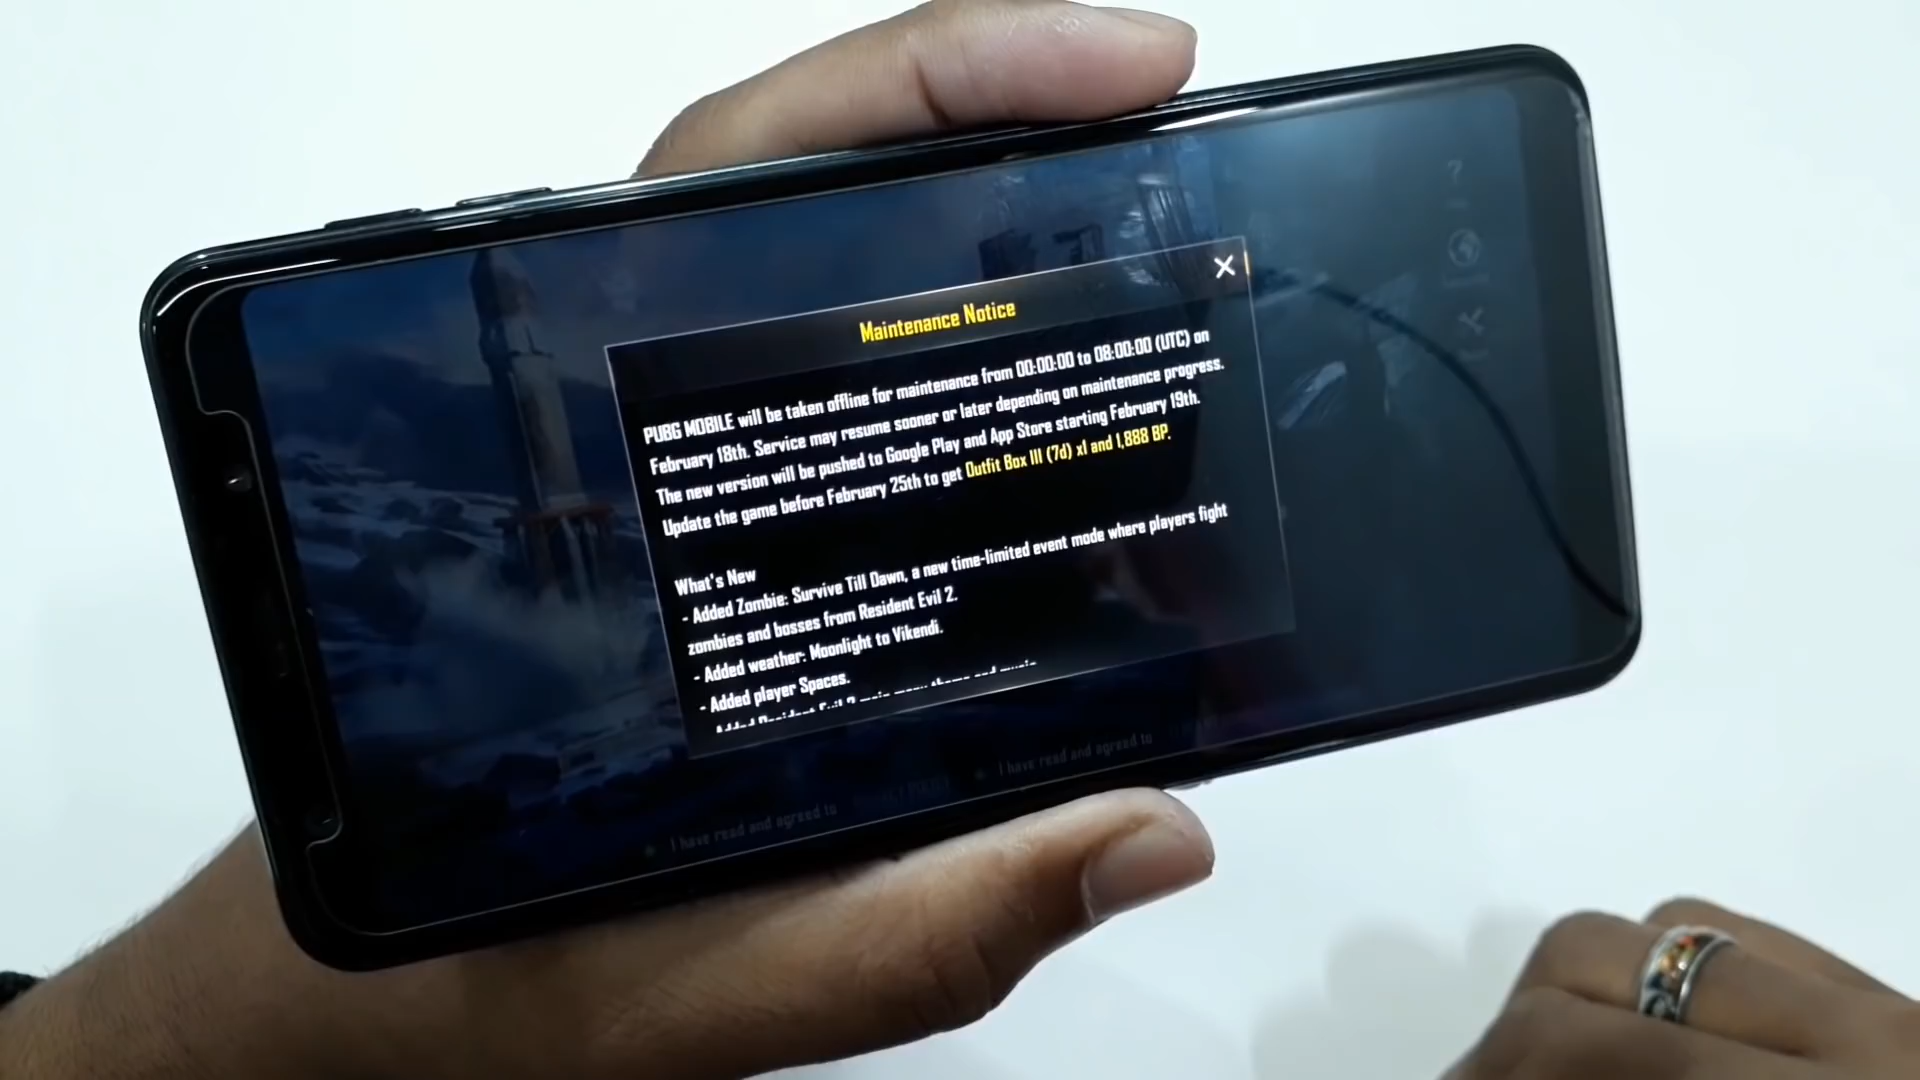 Maintenance Notice
PUBG MOBILE will be taken offline for maintenance from 00:00:00 to 08:00:00 (UTC) on
February 18th. Service may resume sooner or later depending on maintenance progress.
The new version will be pushed to Google Play and App Store starting February 19th.
Update the game before February 25th to get Outfit Box III (7d) x1 and 1,888 BP.
What's New
- Added Zombie: Survive Till Dawn, a new time-limited event mode where players fight
zombies and bosses from Resident Evil 2.
- Added weather: Moonlight to Vikendi.
- Added player Spaces.
I have read and agreed to
I have read and agreed to